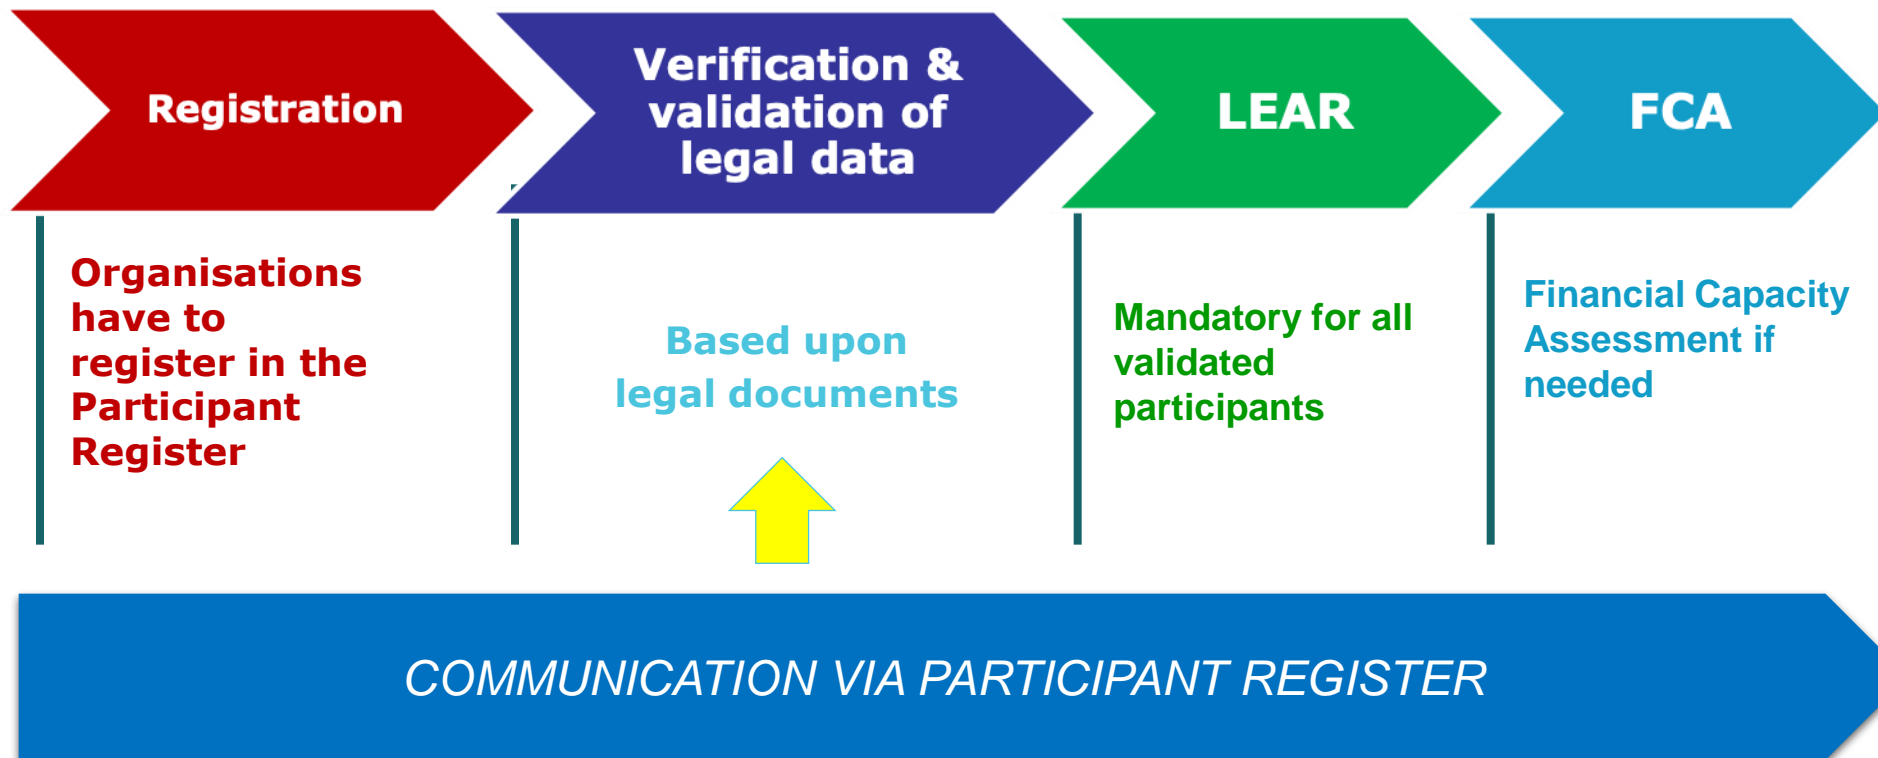 Registration
Verification &
validation of
legal data
LEAR
FCA
Organisations
have to
register in the
Participant
Register
Based upon
legal documents
Mandatory for all
validated
participants
Financial Capacity
Assessment if
needed
COMMUNICATION VIA PARTICIPANT REGISTER